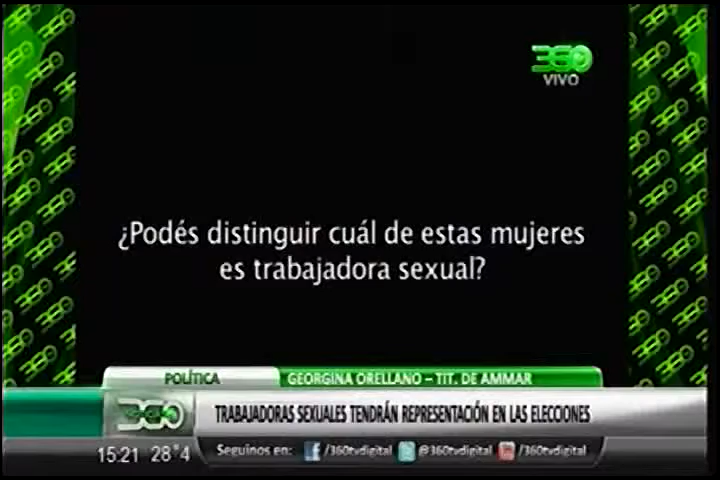 360
VIVO
¿Podés distinguir cuál de estas mujeres
es trabajadora sexual?
POLÍTICA
GEORGINA ORELLANO – TIT. DE AMMAR
360
TRABAJADORAS SEXUALES TENDRÁN REPRESENTACIÓN EN LAS ELECCIONES
15:21 28°4
Seguinos en: /360tvdigital @360tvdigital /360tvdigital